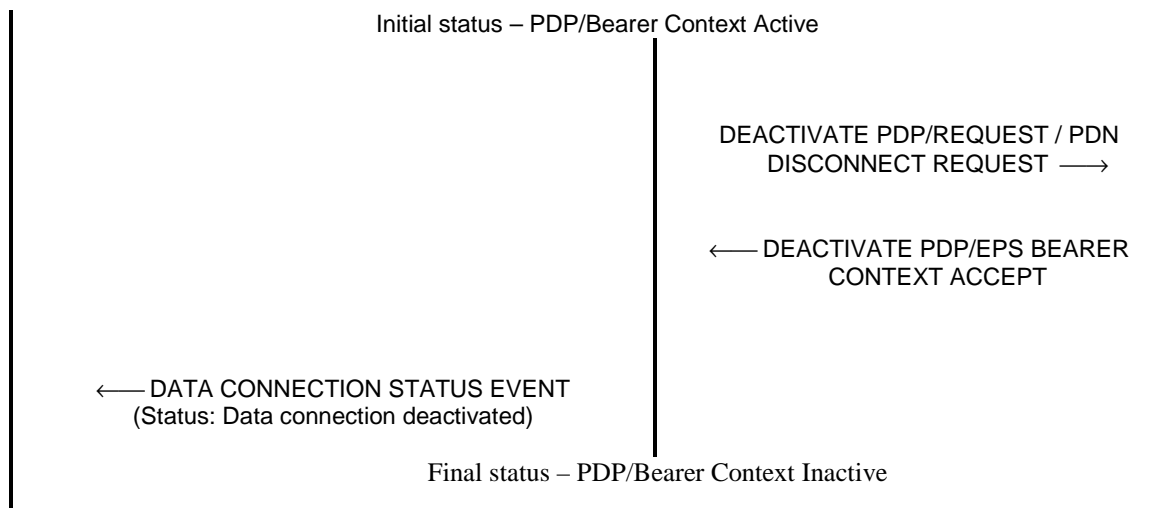 Initial status – PDP/Bearer Context Active
DEACTIVATE PDP/REQUEST / PDN
DISCONNECT REQUEST ⟶
⟵ DEACTIVATE PDP/EPS BEARER
CONTEXT ACCEPT
⟵ DATA CONNECTION STATUS EVENT
(Status: Data connection deactivated)
Final status – PDP/Bearer Context Inactive